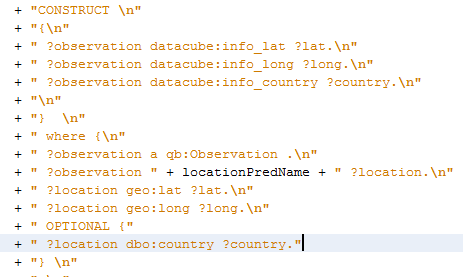 + "CONSTRUCT \n"
+ "{\n"
+ " ?observation datacube:info_lat ?lat.\n"
+ " ?observation datacube:info_long ?long.\n"
+ " ?observation datacube:info_country ?country.\n"
+ "\n"
+ "}  \n"
+ " where {\n"
+ " ?observation a qb:Observation .\n"
+ " ?observation " + locationPredName + " ?location.\n"
+ " ?location geo:lat ?lat.\n"
+ " ?location geo:long ?long.\n"
+ " OPTIONAL {"
+ " ?location dbo:country ?country."
+ "} \n"